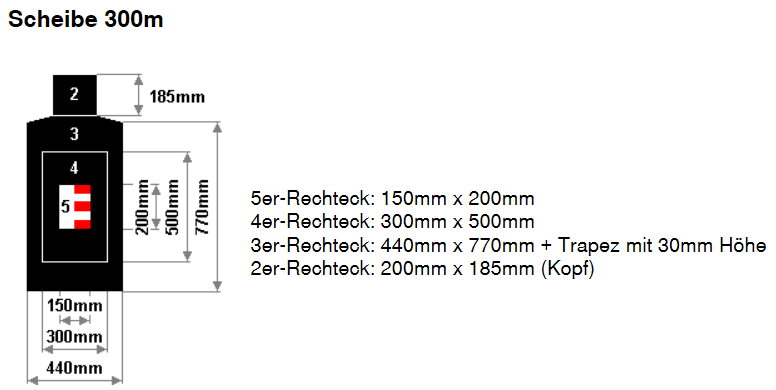 Scheibe 300m
2
185mm
3
4
5
200mm
500mm
770mm
5er-Rechteck: 150mm x 200mm
4er-Rechteck: 300mm x 500mm
3er-Rechteck: 440mm x 770mm + Trapez mit 30mm Höhe
2er-Rechteck: 200mm x 185mm (Kopf)
150mm
300mm
440mm